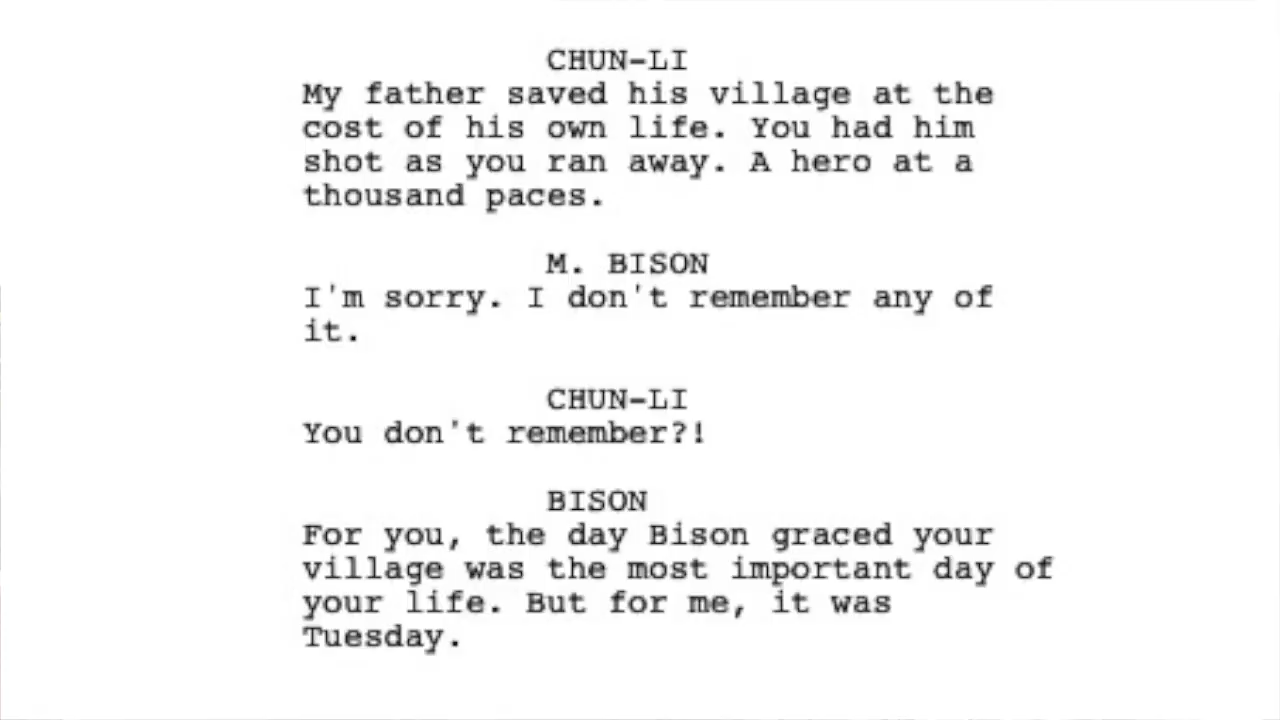 CHUN-LI
My father saved his village at the
cost of his own life. You had him
shot as you ran away. A hero at a
thousand paces.
M. BISON
I'm sorry. I don't remember any of
it.
CHUN-LI
You don't remember?!
BISON
For you, the day Bison graced your
village was the most important day of
your life. But for me, it was
Tuesday.